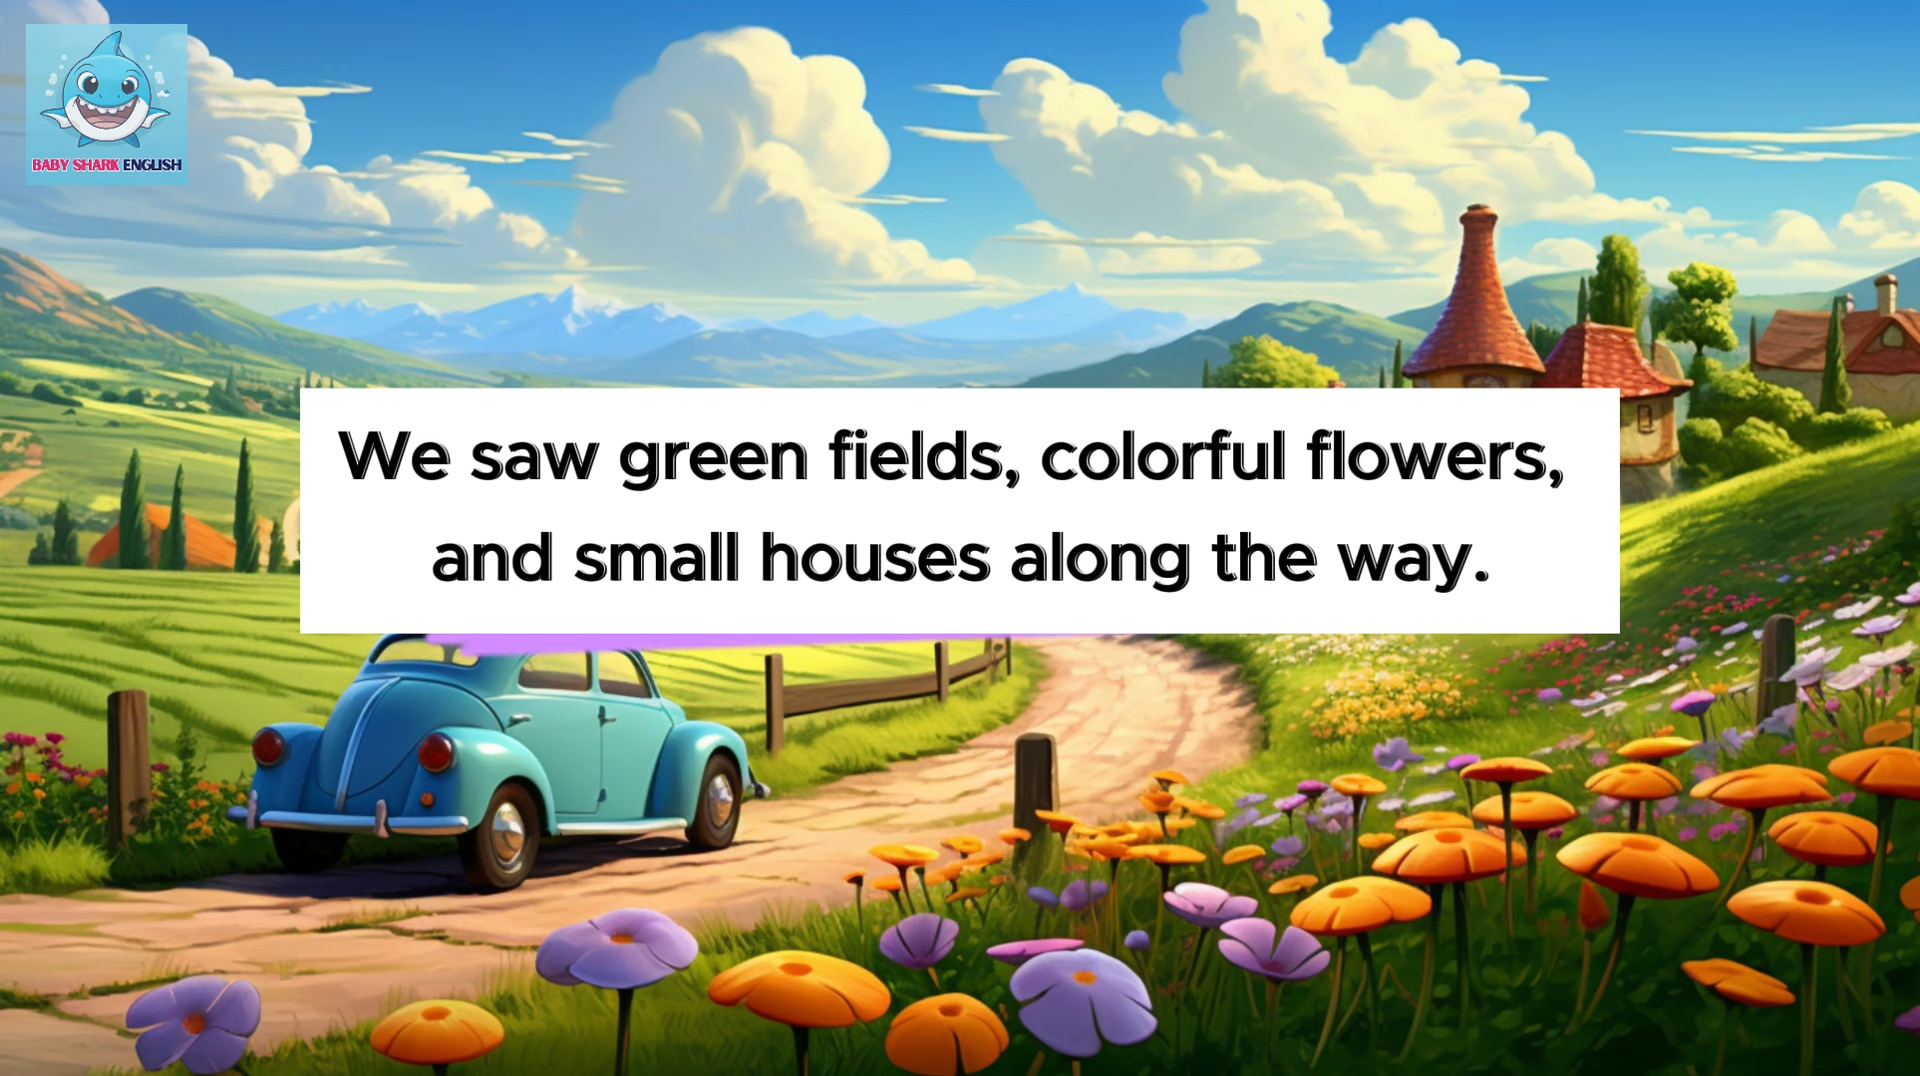 BABY SHARK ENGLISH
We saw green fields, colorful flowers,
and small houses along the way.